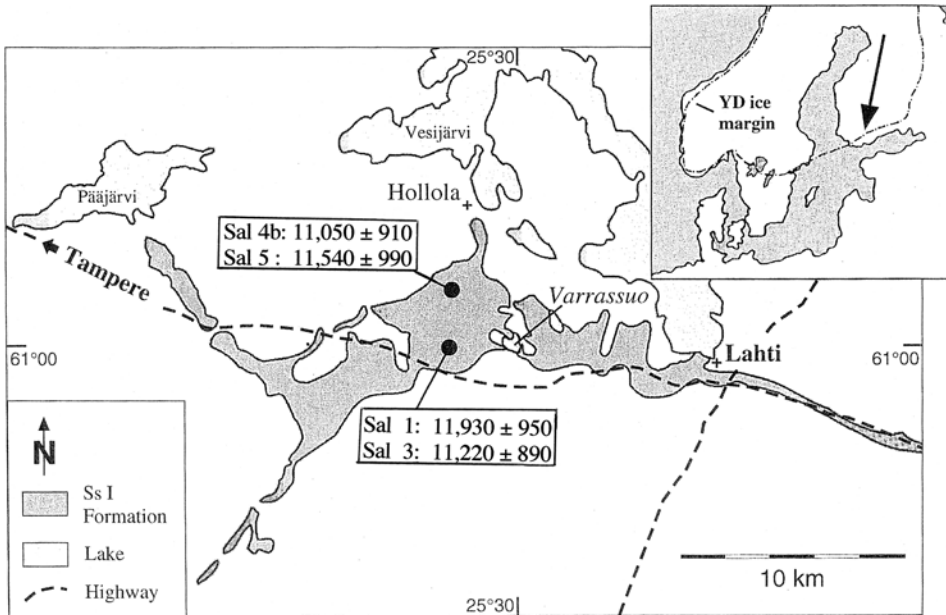 25°30
YD ice
margin
Vesijärvi
Pääjärvi
Hollola
Sal 4b: 11,050 ± 910
Sal 5 : 11,540 ± 990
Tampere
Varrassuo
61°00
61°00
Lahti
Sal 1: 11,930 ± 950
Sal 3: 11,220 ± 890
N
Ss I
Formation
Lake
Highway
10 km
25°30